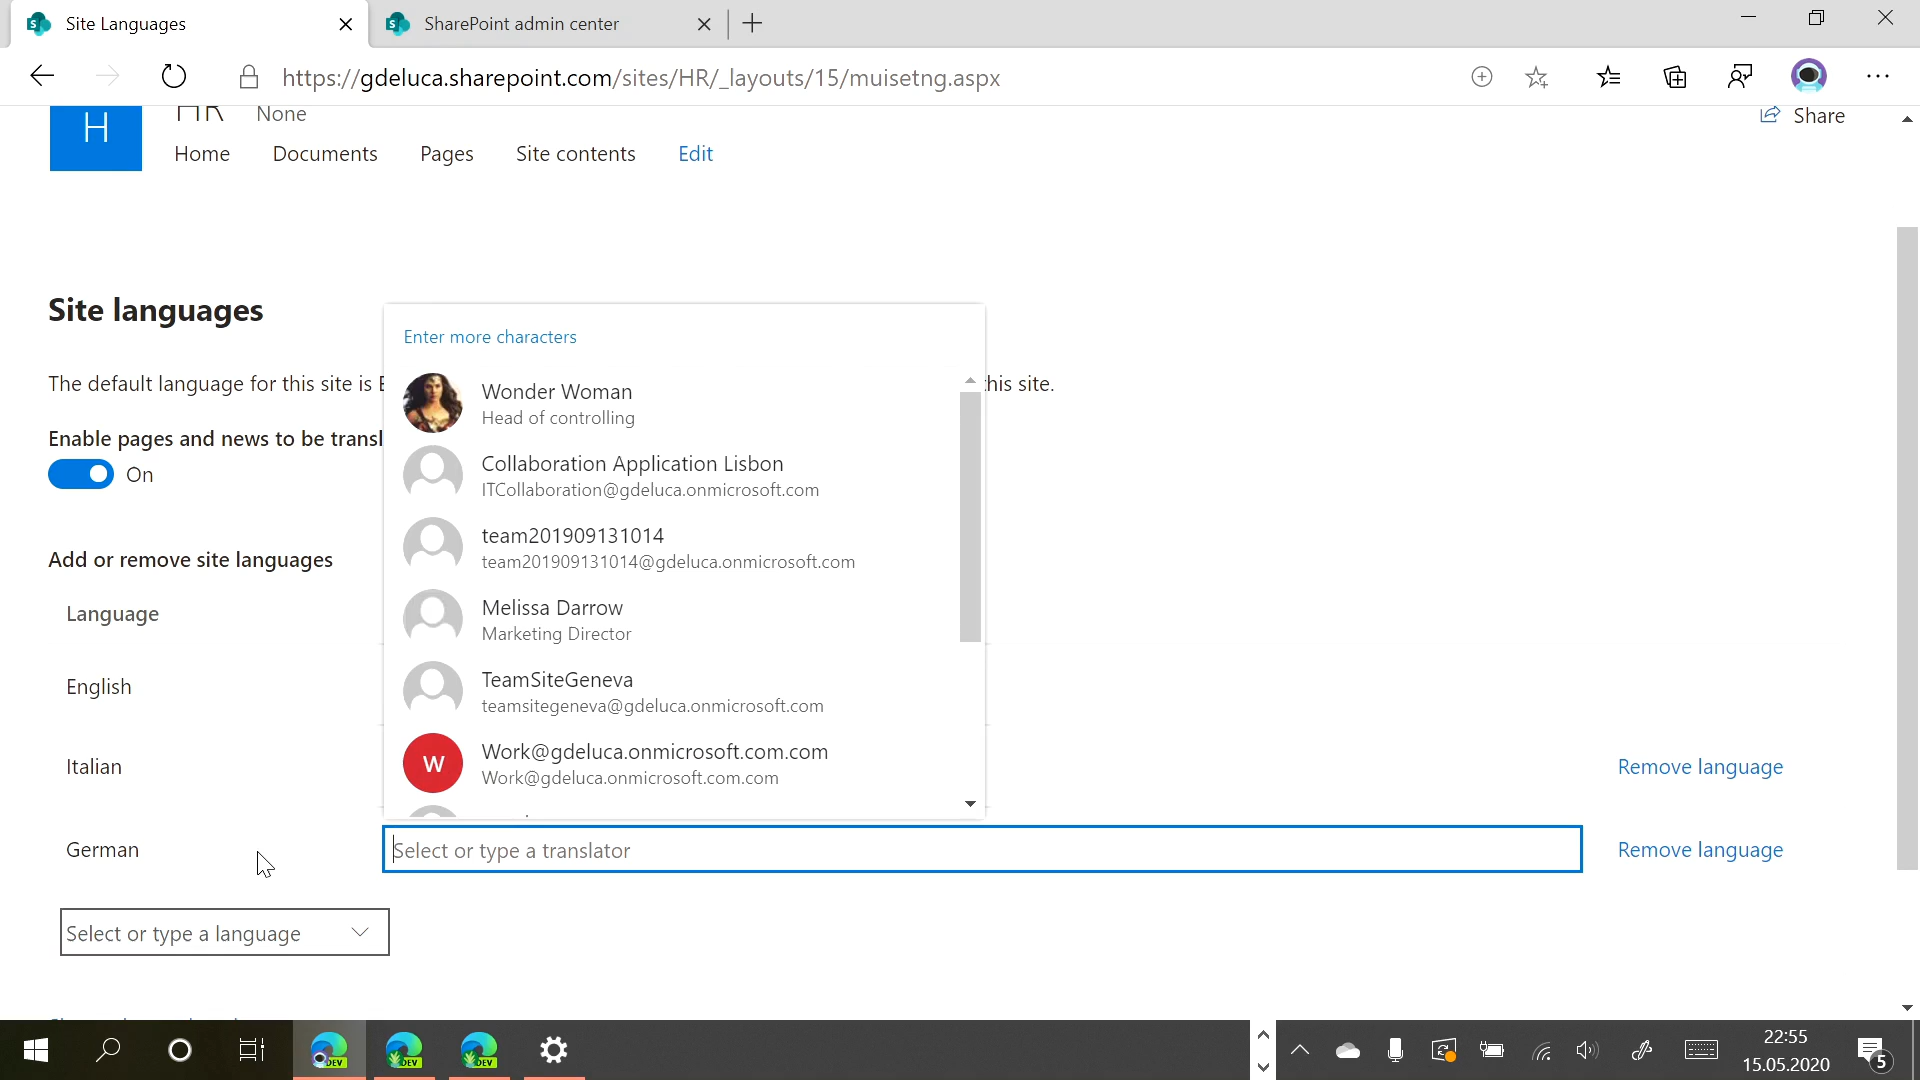 Site Languages
SharePoint admin center
https://gdeluca.sharepoint.com/sites/HR/_layouts/15/muisetng.aspx
H
HR
None
Share
Home
Documents
Pages
Site contents
Edit
Site languages
Enter more characters
The default language for this site is
his site.
Wonder Woman
Head of controlling
Enable pages and news to be transl
On
Collaboration Application Lisbon
ITCollaboration@gdeluca.onmicrosoft.com
team201909131014
team201909131014@gdeluca.onmicrosoft.com
Add or remove site languages
Language
Melissa Darrow
Marketing Director
English
TeamSiteGeneva
teamsitegeneva@gdeluca.onmicrosoft.com
Italian
W
Work@gdeluca.onmicrosoft.com.com
Work@gdeluca.onmicrosoft.com.com
Remove language
German
Select or type a translator
Remove language
Select or type a language
DEV
DEV
DEV
22:55
15.05.2020
5